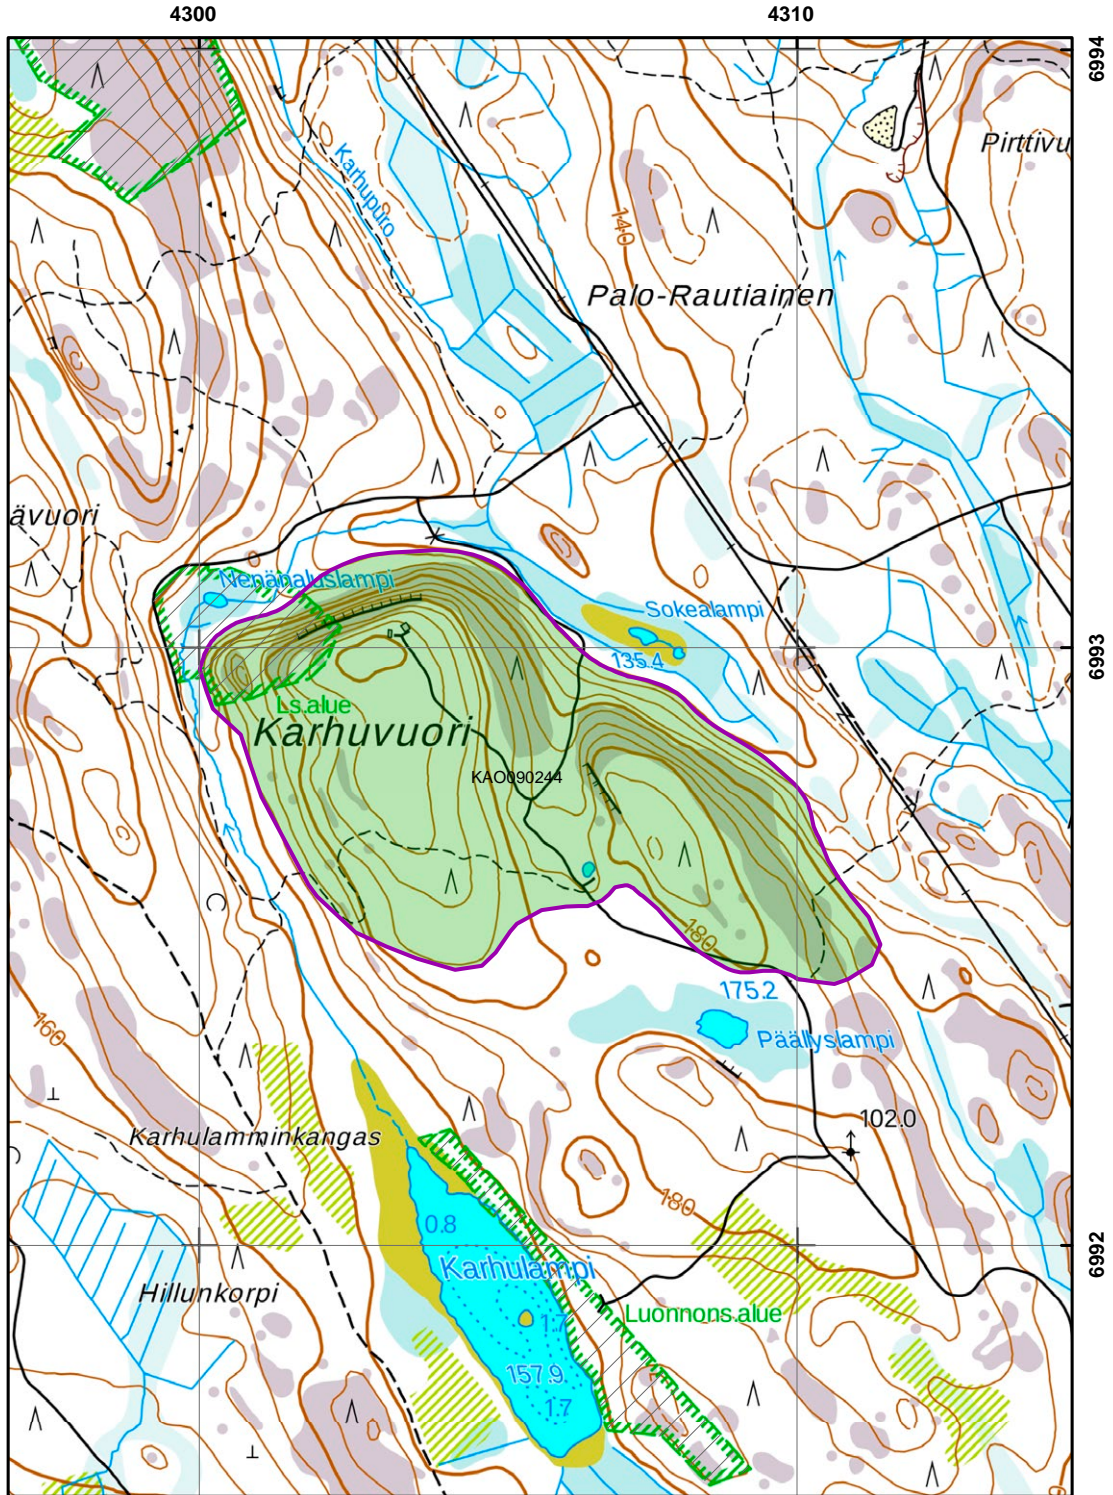 4300
4310
6994
Pirttivu
Karhupuro
140
Palo-Rautiainen
ävuori
Nenänaluslampi
Sokealampi
135.4
6993
Ls.alue
Karhuvuori
KAO090244
180
175.2
Päällyslampi
160
102.0
Karhulamminkangas
180
0.8
6992
Karhulampi
Hillunkorpi
1.7
Luonnons.alue
157.9
1.7